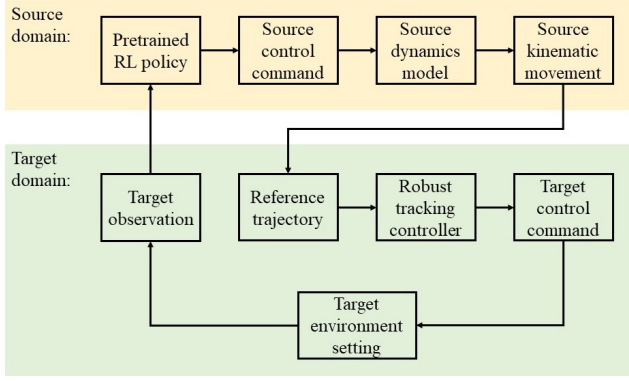 Source
domain:
Pretrained
RL policy
Source
control
command
Source
dynamics
model
Source
kinematic
movement
Target
domain:
Target
observation
Reference
trajectory
Robust
tracking
controller
Target
control
command
Target
environment
setting